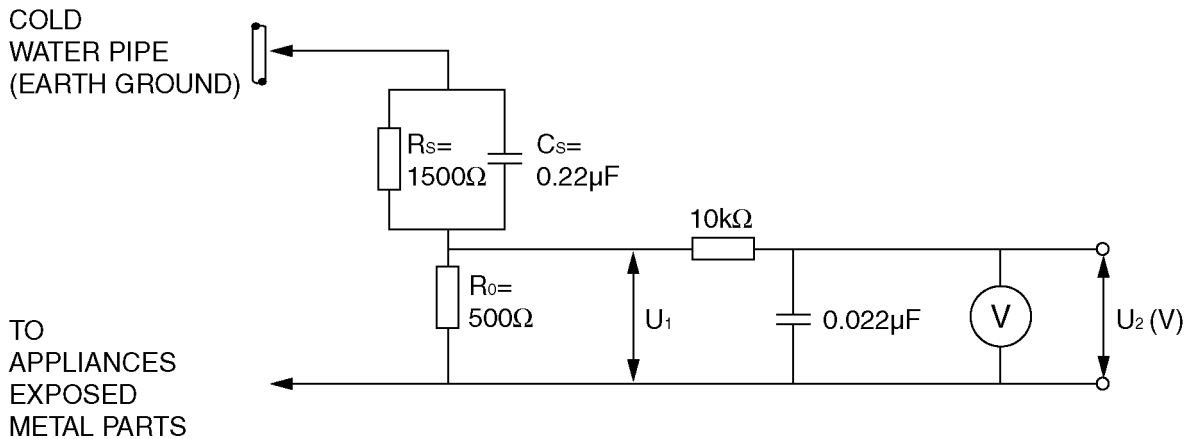 COLD
WATER PIPE
(EARTH GROUND)
Rs=
1500Ω
Cs=
0.22µF
10kΩ
R0=
500Ω
U1
0.022µF
V
U2 (V)
TO
APPLIANCES
EXPOSED
METAL PARTS